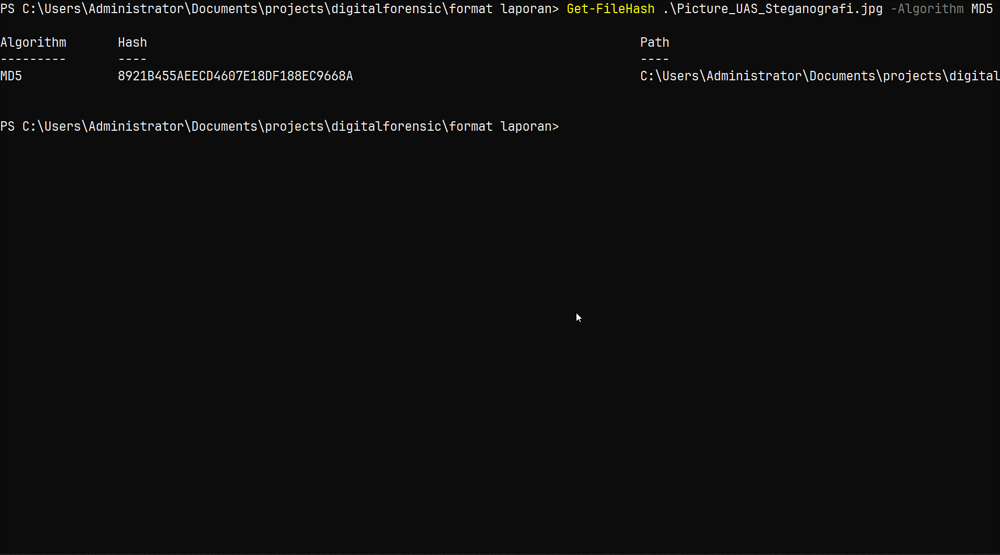 PS C:\Users\Administrator\Documents\projects\digitalforensic\format laporan> Get-FileHash .\Picture_UAS_Steganografi.jpg -Algorithm MD5
Algorithm Hash Path
--------- ---- ----
MD5 8921B455AEECD4607E18DF188EC9668A C:\Users\Administrator\Documents\projects\digital
PS C:\Users\Administrator\Documents\projects\digitalforensic\format laporan>